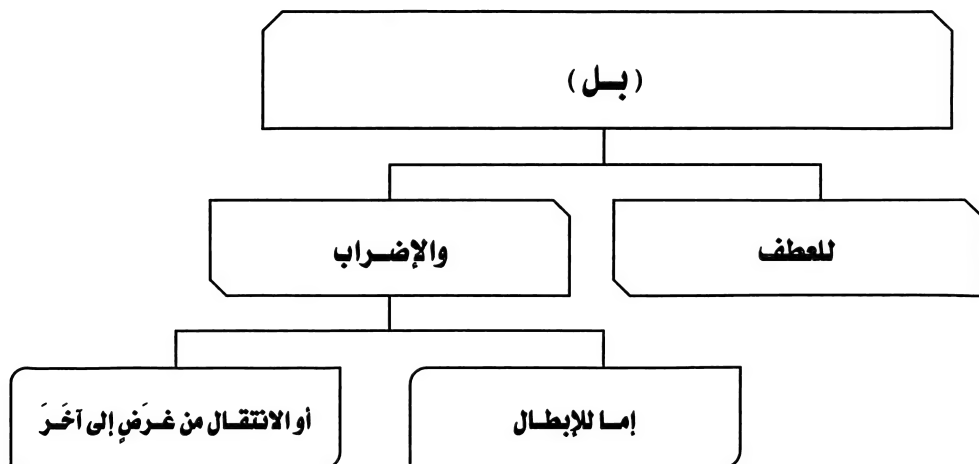 (بـل)
للعطف
والإضـراب
إمـا للإبطـال
أو الانتقـال من غـرَضٍ إلى آخَـرَ